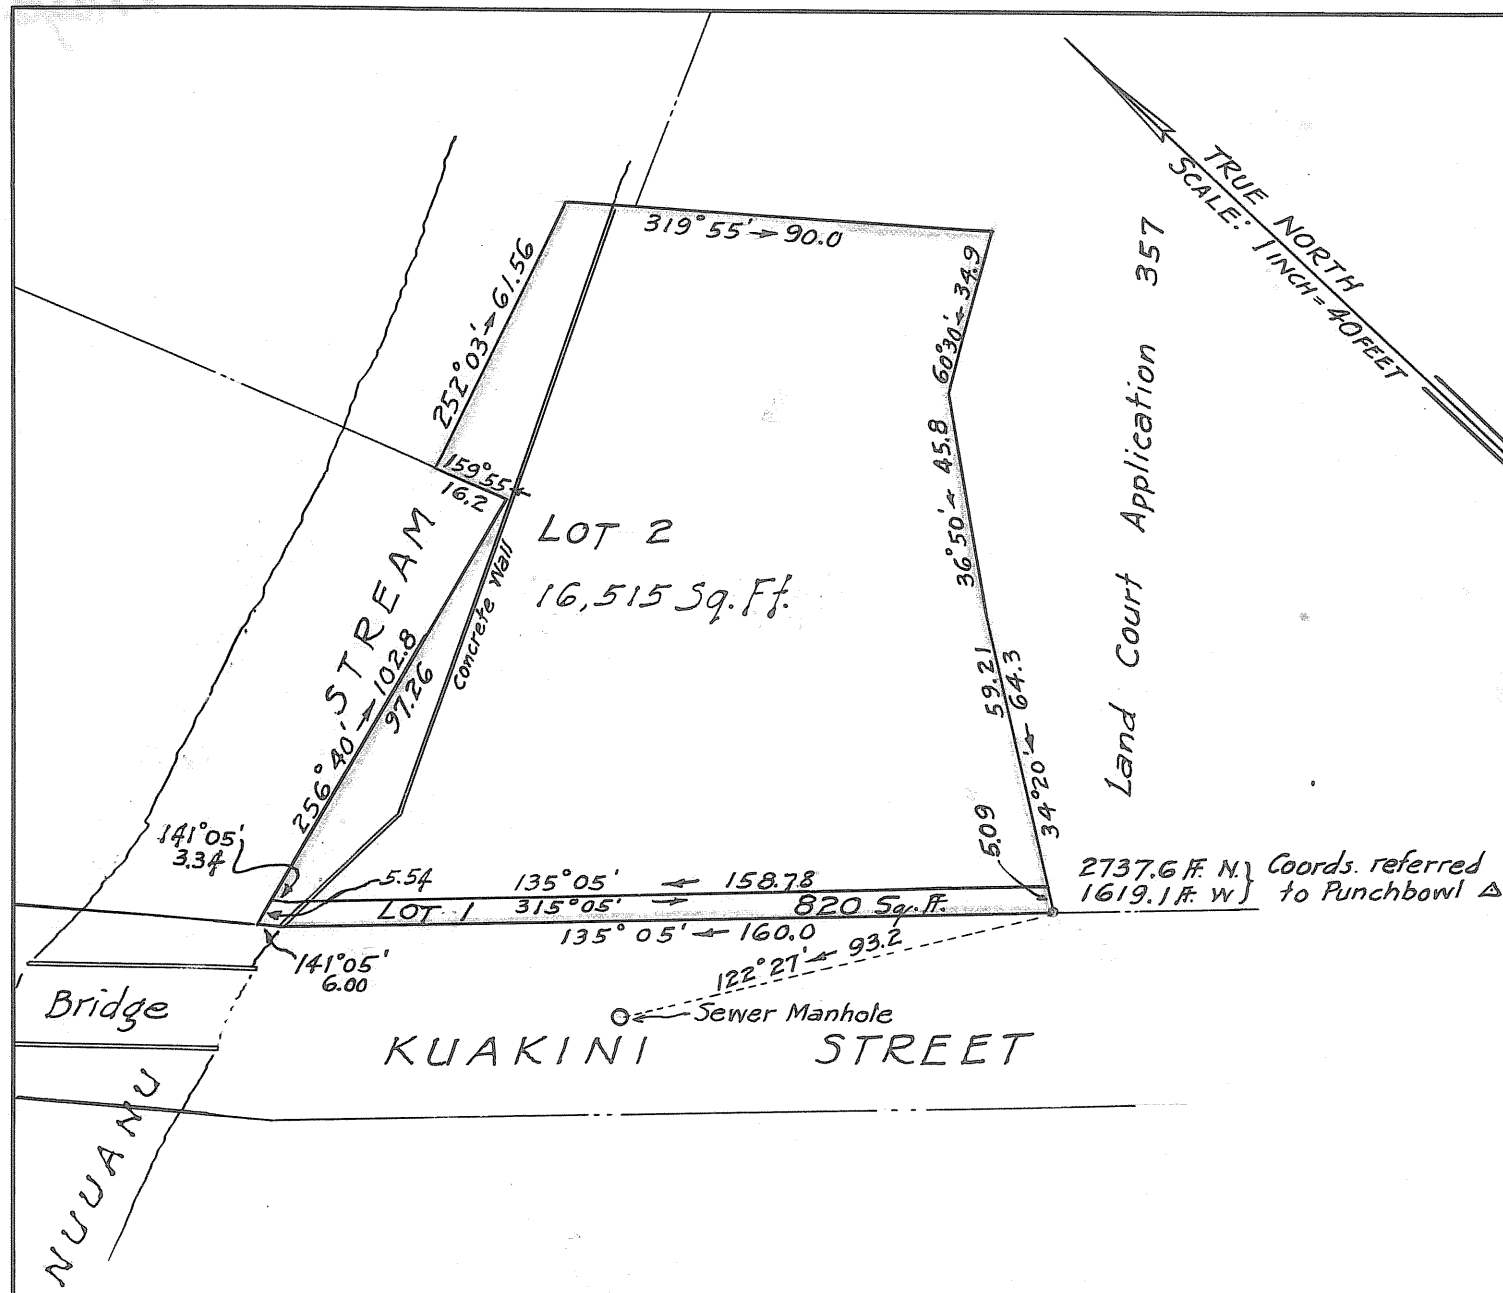 TRUE NORTH
SCALE: 1 INCH = 40 FEET
319° 55' → 90.0
252° 03' → 61.56
60°30' ← 34.9
Land Court Application 357
159° 55'
16.2
36° 50' ← 45.8
LOT 2
16,515 Sq. Ft.
STREAM
Concrete Wall
256° 40' → 102.8
97.26
59.21
34° 20' ← 64.3
5.09
141° 05'
3.34
5.54
135° 05' ← 158.78
LOT 1 315° 05' → 820 Sq. Ft.
135° 05' ← 160.0
2737.6 Ft. N.
1619.1 Ft. W
Coords. referred
to Punchbowl △
141° 05'
6.00
122° 27' ← 93.2
Sewer Manhole
Bridge
KUAKINI STREET
NUUANU